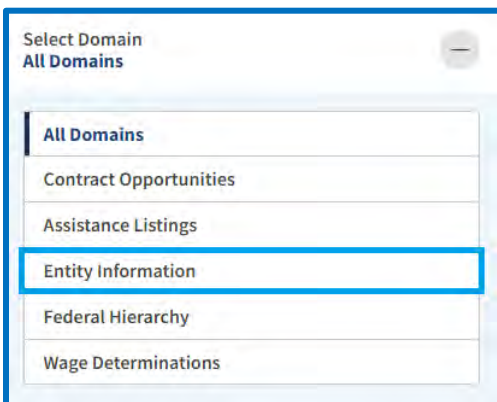 Select Domain
All Domains
All Domains
Contract Opportunities
Assistance Listings
Entity Information
Federal Hierarchy
Wage Determinations